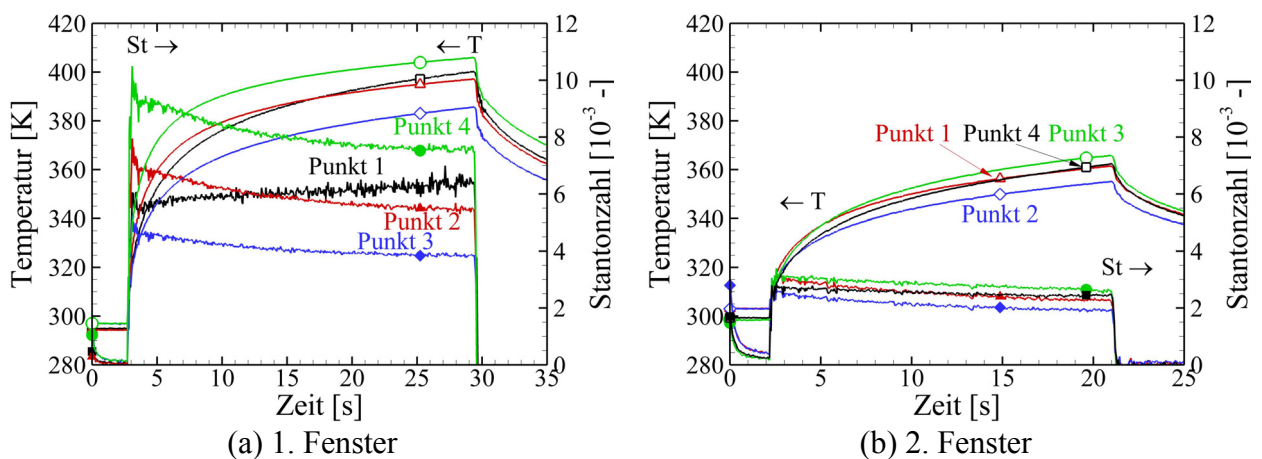 420
400
380
360
340
320
300
280
Temperatur [K]
St →
← T
Punkt 4
Punkt 1
Punkt 2
Punkt 3
12
10
8
6
4
2
0
Stantonzahl [10⁻³ -]
0 5 10 15 20 25 30 35
Zeit [s]
(a) 1. Fenster
420
400
380
360
340
320
300
280
Temperatur [K]
Punkt 1 Punkt 4 Punkt 3
← T
Punkt 2
St →
12
10
8
6
4
2
0
Stantonzahl [10⁻³ -]
0 5 10 15 20 25
Zeit [s]
(b) 2. Fenster